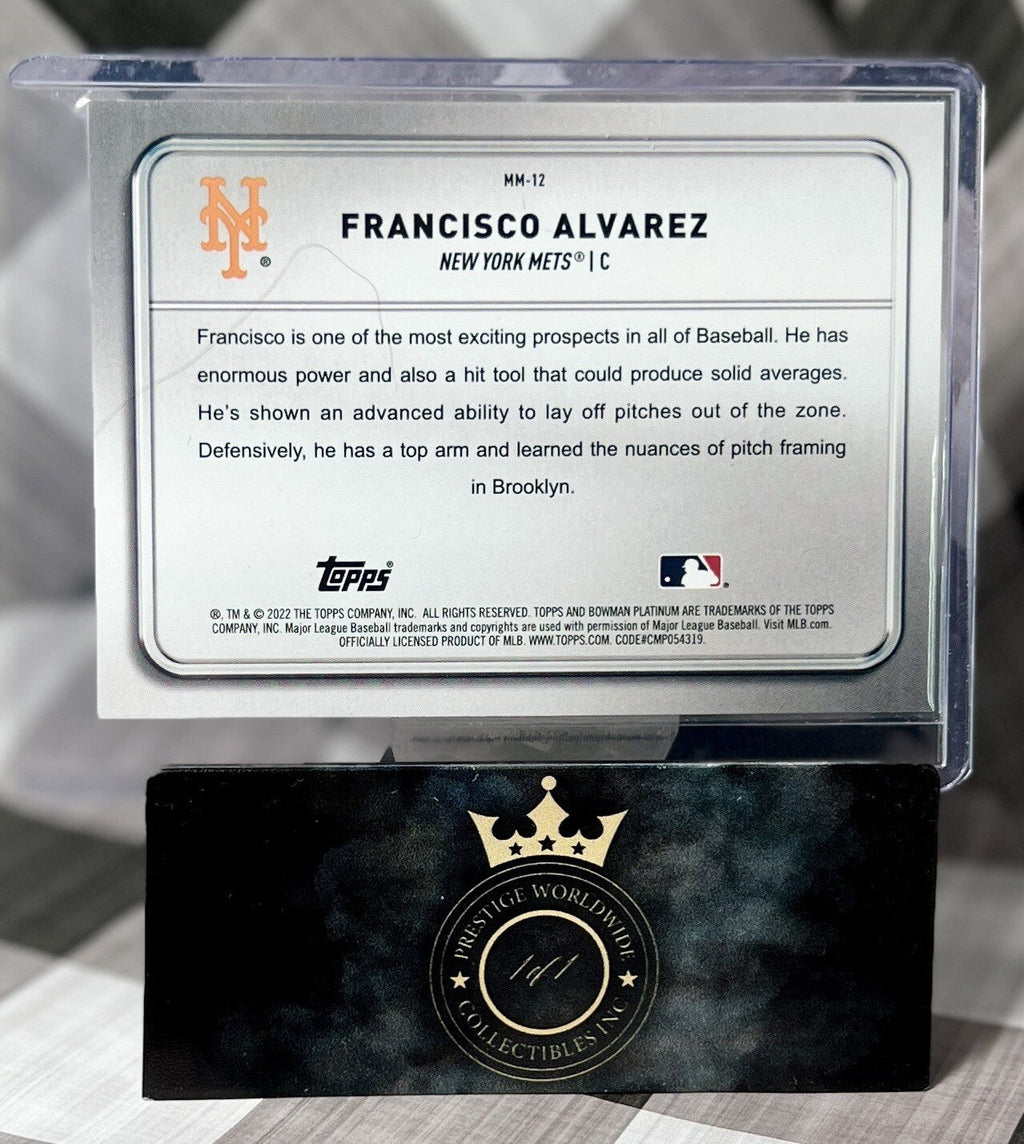 MM-12
FRANCISCO ALVAREZ
NY ®
NEW YORK METS® | C
Francisco is one of the most exciting prospects in all of Baseball. He has
enormous power and also a hit tool that could produce solid averages.
He's shown an advanced ability to lay off pitches out of the zone.
Defensively, he has a top arm and learned the nuances of pitch framing
in Brooklyn.
Topps®
®, TM & © 2022 THE TOPPS COMPANY, INC. ALL RIGHTS RESERVED. TOPPS AND BOWMAN PLATINUM ARE TRADEMARKS OF THE TOPPS
COMPANY, INC. Major League Baseball trademarks and copyrights are used with permission of Major League Baseball. Visit MLB.com.
OFFICIALLY LICENSED PRODUCT OF MLB. WWW.TOPPS.COM. CODE#CMP054319.
PRESTIGE WORLDWIDE
1of1
COLLECTIBLES INC